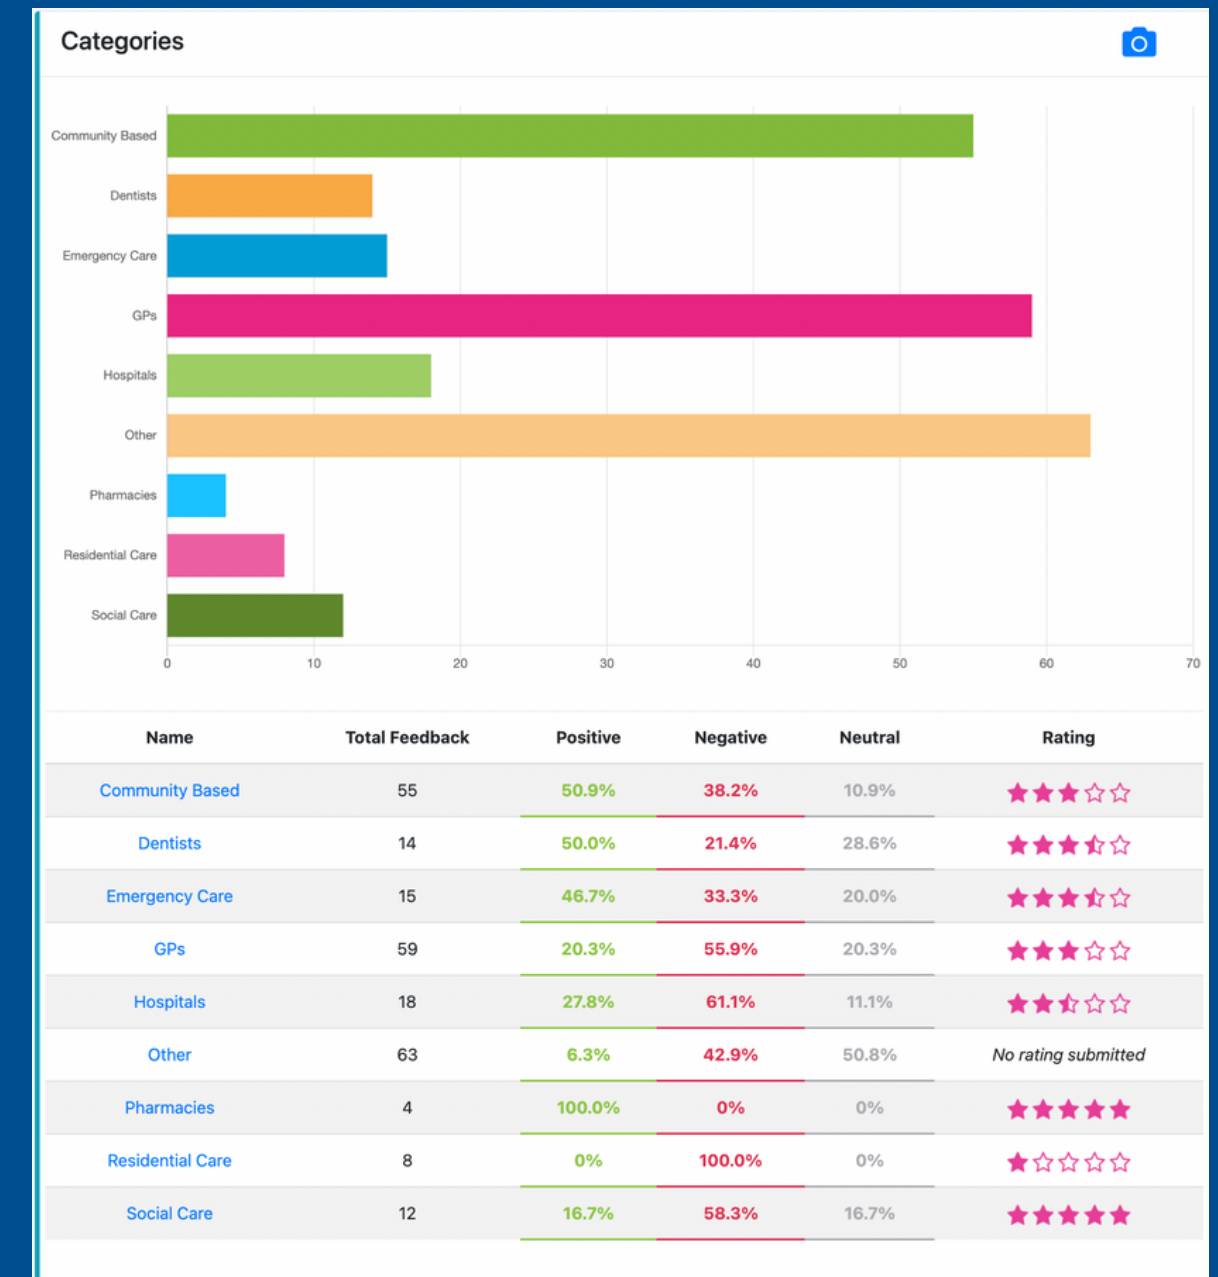 Categories
Community Based
Dentists
Emergency Care
GPs
Hospitals
Other
Pharmacies
Residential Care
Social Care
0 10 20 30 40 50 60 70
Name Total Feedback Positive Negative Neutral Rating
Community Based 55 50.9% 38.2% 10.9%
Dentists 14 50.0% 21.4% 28.6%
Emergency Care 15 46.7% 33.3% 20.0%
GPs 59 20.3% 55.9% 20.3%
Hospitals 18 27.8% 61.1% 11.1%
Other 63 6.3% 42.9% 50.8% No rating submitted
Pharmacies 4 100.0% 0% 0%
Residential Care 8 0% 100.0% 0%
Social Care 12 16.7% 58.3% 16.7%